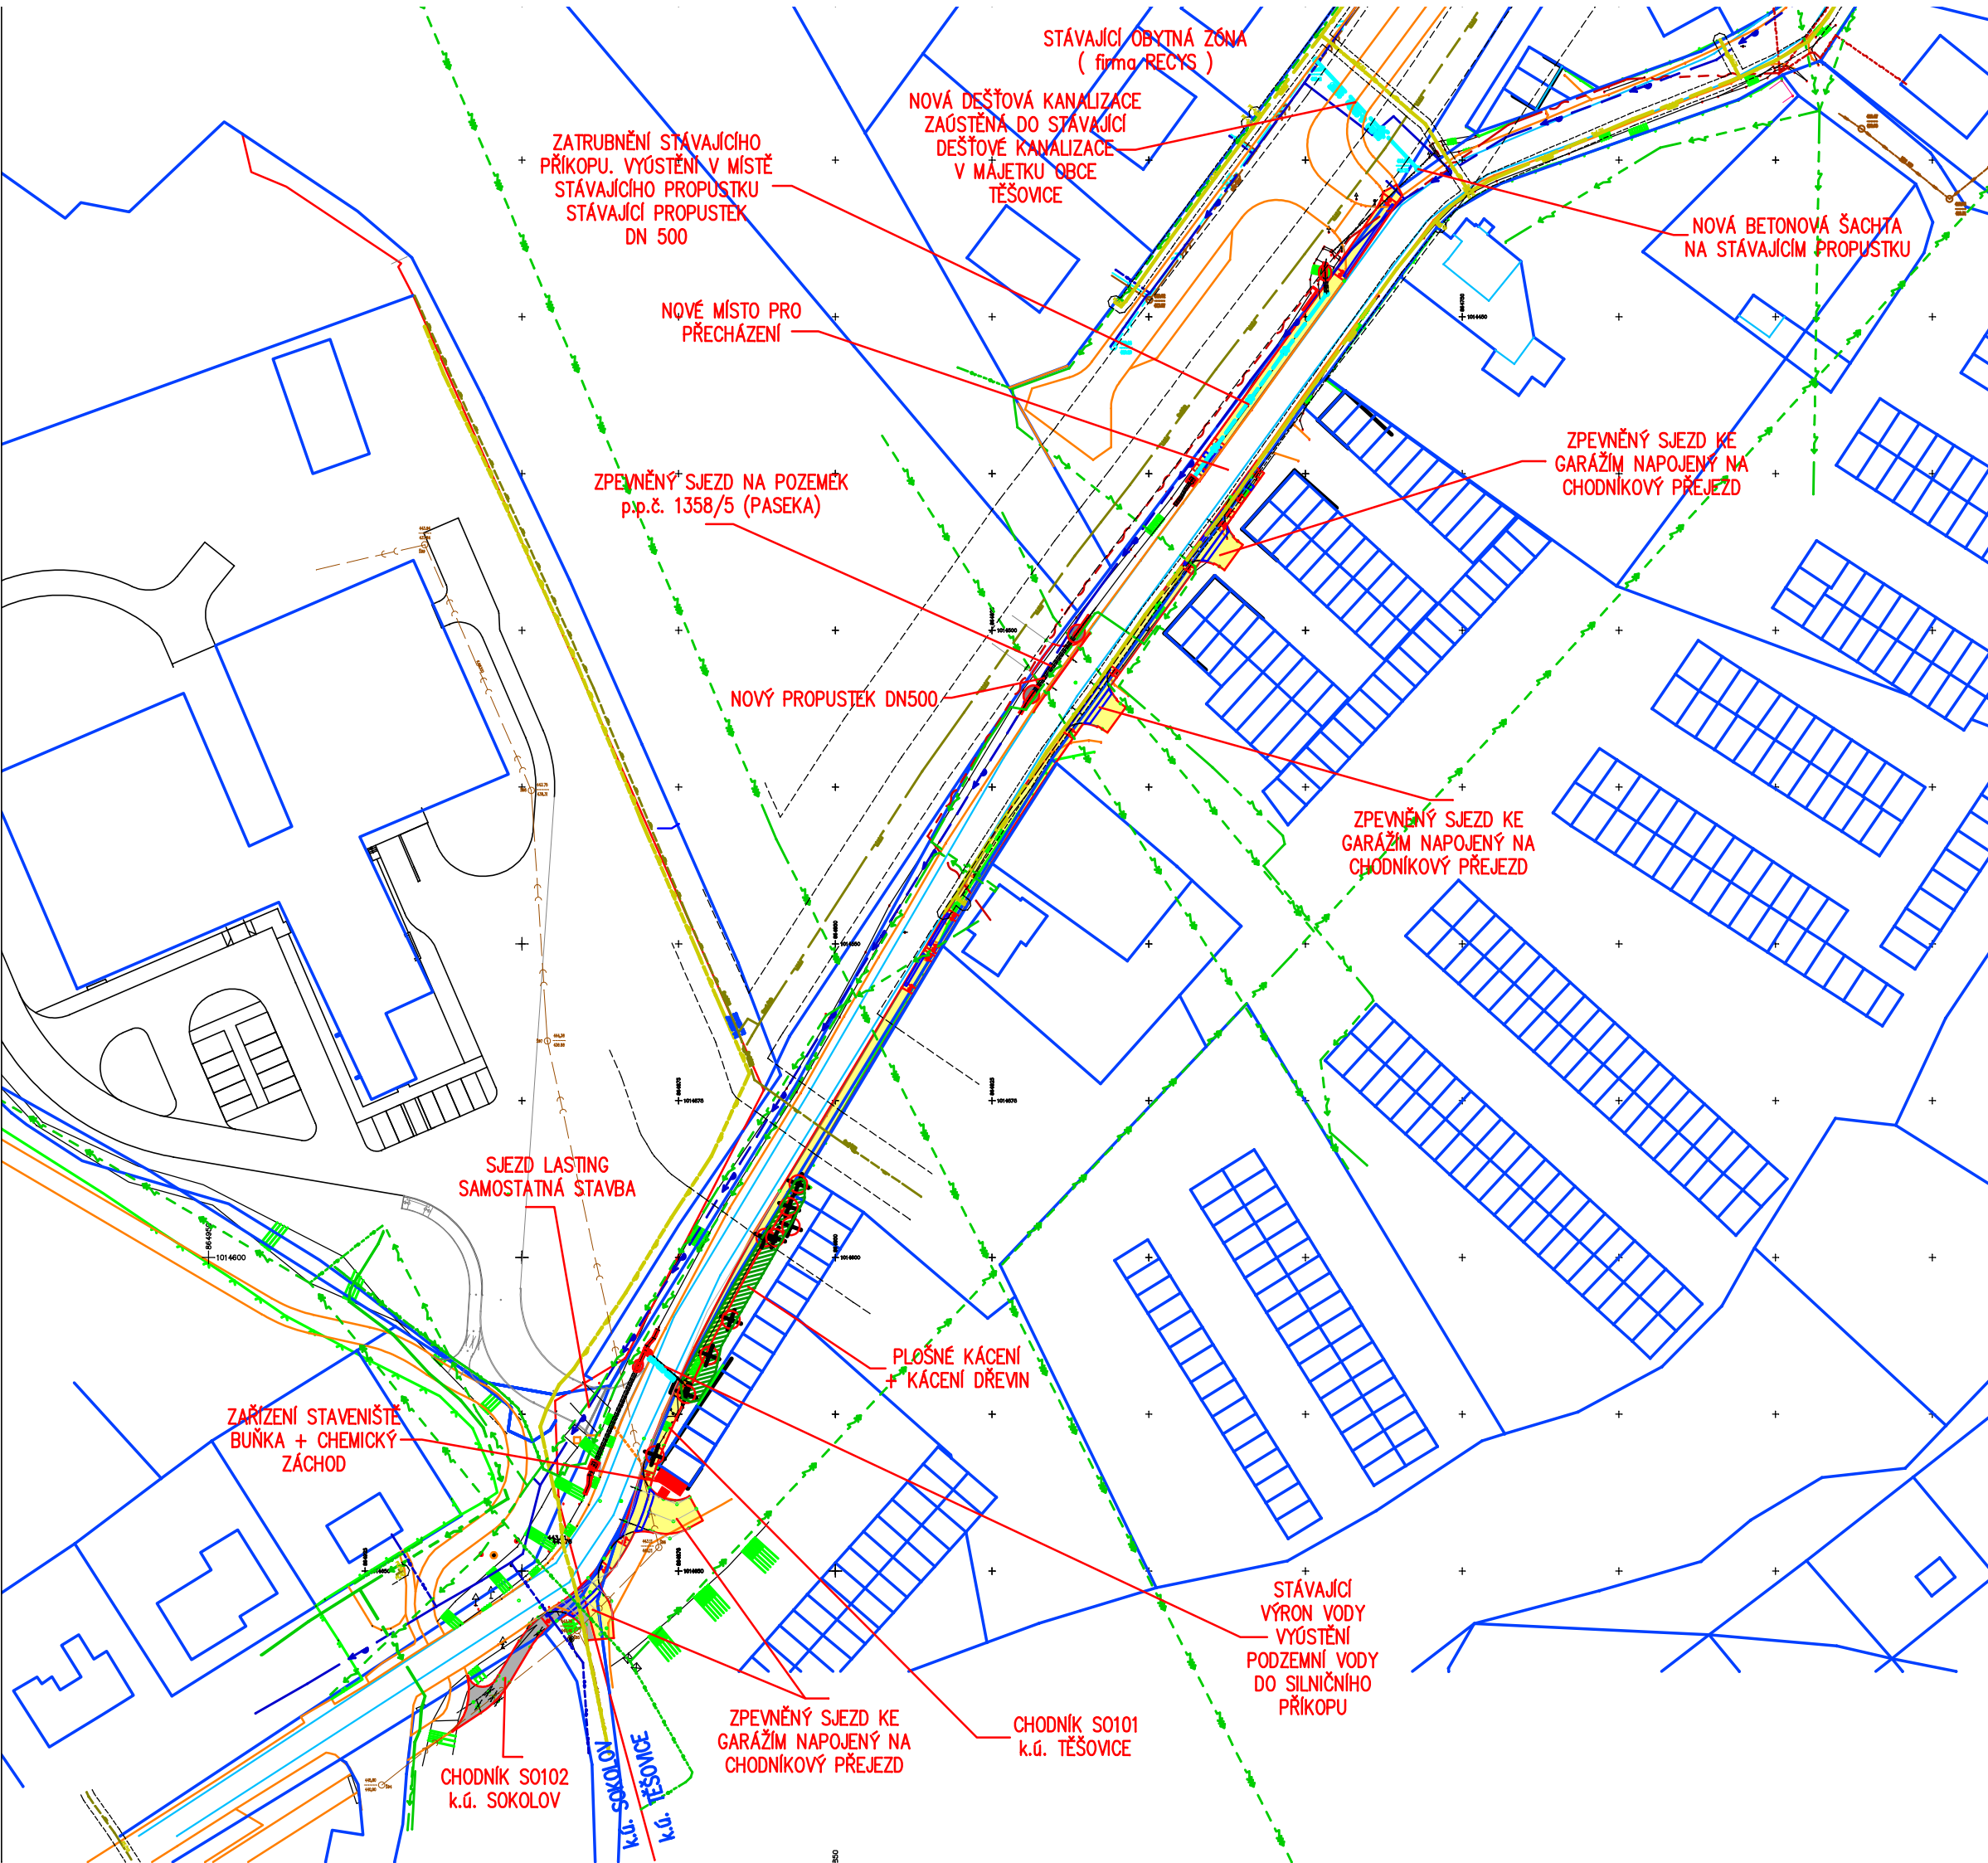 STÁVAJÍCÍ OBYTNÁ ZÓNA
( firma RECYS )
NOVÁ DEŠŤOVÁ KANALIZACE
ZAÚSTĚNÁ DO STÁVAJÍCÍ
DEŠŤOVÉ KANALIZACE
V MAJETKU OBCE
TĚŠOVICE
ZATRUBNĚNÍ STÁVAJÍCÍHO
PŘÍKOPU. VYÚSTĚNÍ V MÍSTĚ
STÁVAJÍCÍHO PROPUSTKU
STÁVAJÍCÍ PROPUSTEK
DN 500
NOVÁ BETONOVÁ ŠACHTA
NA STÁVAJÍCÍM PROPUSTKU
NOVÉ MÍSTO PRO
PŘECHÁZENÍ
ZPEVNĚNÝ SJEZD KE
GARÁŽÍM NAPOJENÝ NA
CHODNÍKOVÝ PŘEJEZD
ZPEVNĚNÝ SJEZD NA POZEMEK
p.p.č. 1358/5 (PASEKA)
NOVÝ PROPUSTEK DN500
ZPEVNĚNÝ SJEZD KE
GARÁŽÍM NAPOJENÝ NA
CHODNÍKOVÝ PŘEJEZD
SJEZD LASTING
SAMOSTATNÁ STAVBA
864950
1014600
PLOŠNÉ KÁCENÍ
+ KÁCENÍ DŘEVIN
ZAŘÍZENÍ STAVENIŠTĚ
BUŇKA + CHEMICKÝ
ZÁCHOD
STÁVAJÍCÍ
VÝRON VODY
VYÚSTĚNÍ
PODZEMNÍ VODY
DO SILNIČNÍHO
PŘÍKOPU
ZPEVNĚNÝ SJEZD KE
GARÁŽÍM NAPOJENÝ NA
CHODNÍKOVÝ PŘEJEZD
CHODNÍK SO101
k.ú. TĚŠOVICE
CHODNÍK SO102
k.ú. SOKOLOV
k.ú. SOKOLOV
k.ú. TĚŠOVICE